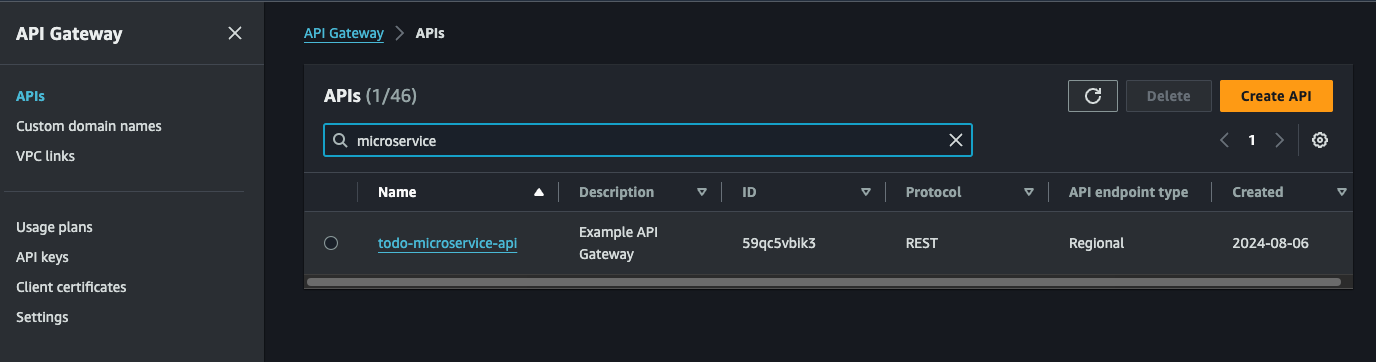 API Gateway
APIs
Custom domain names
VPC links
Usage plans
API keys
Client certificates
Settings
API Gateway > APIs
APIs (1/46)
Delete
Create API
microservice
1
Name Description ID Protocol API endpoint type Created
todo-microservice-api Example API Gateway 59qc5vbik3 REST Regional 2024-08-06